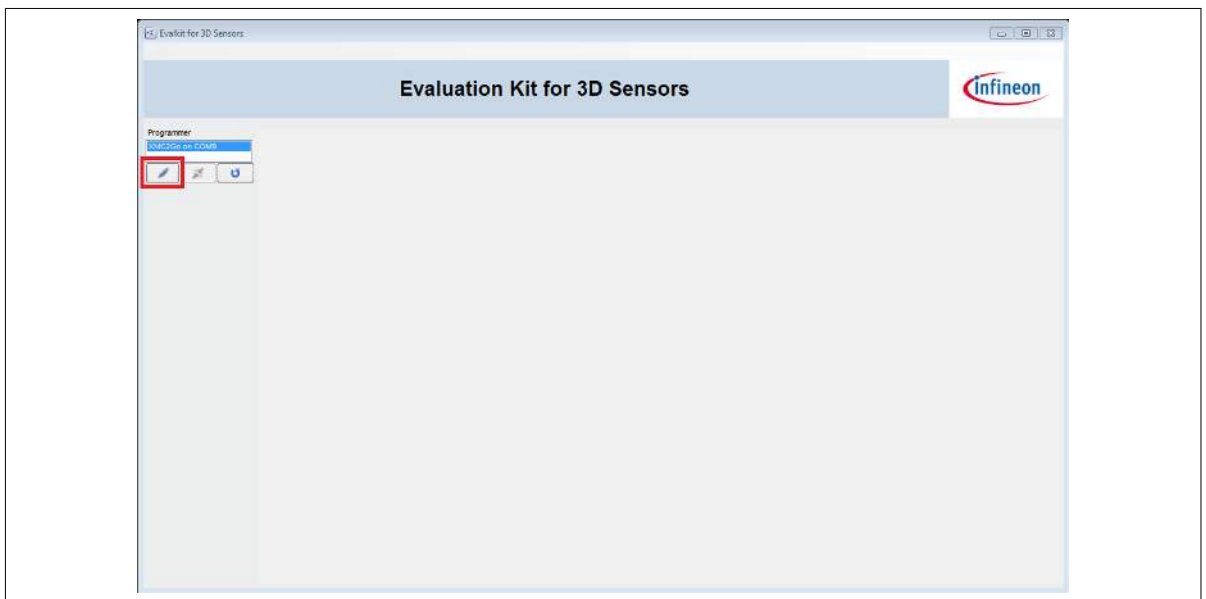 Evalkit for 3D Sensors
Evaluation Kit for 3D Sensors
infineon
Programmer
XMC2Go on COM9